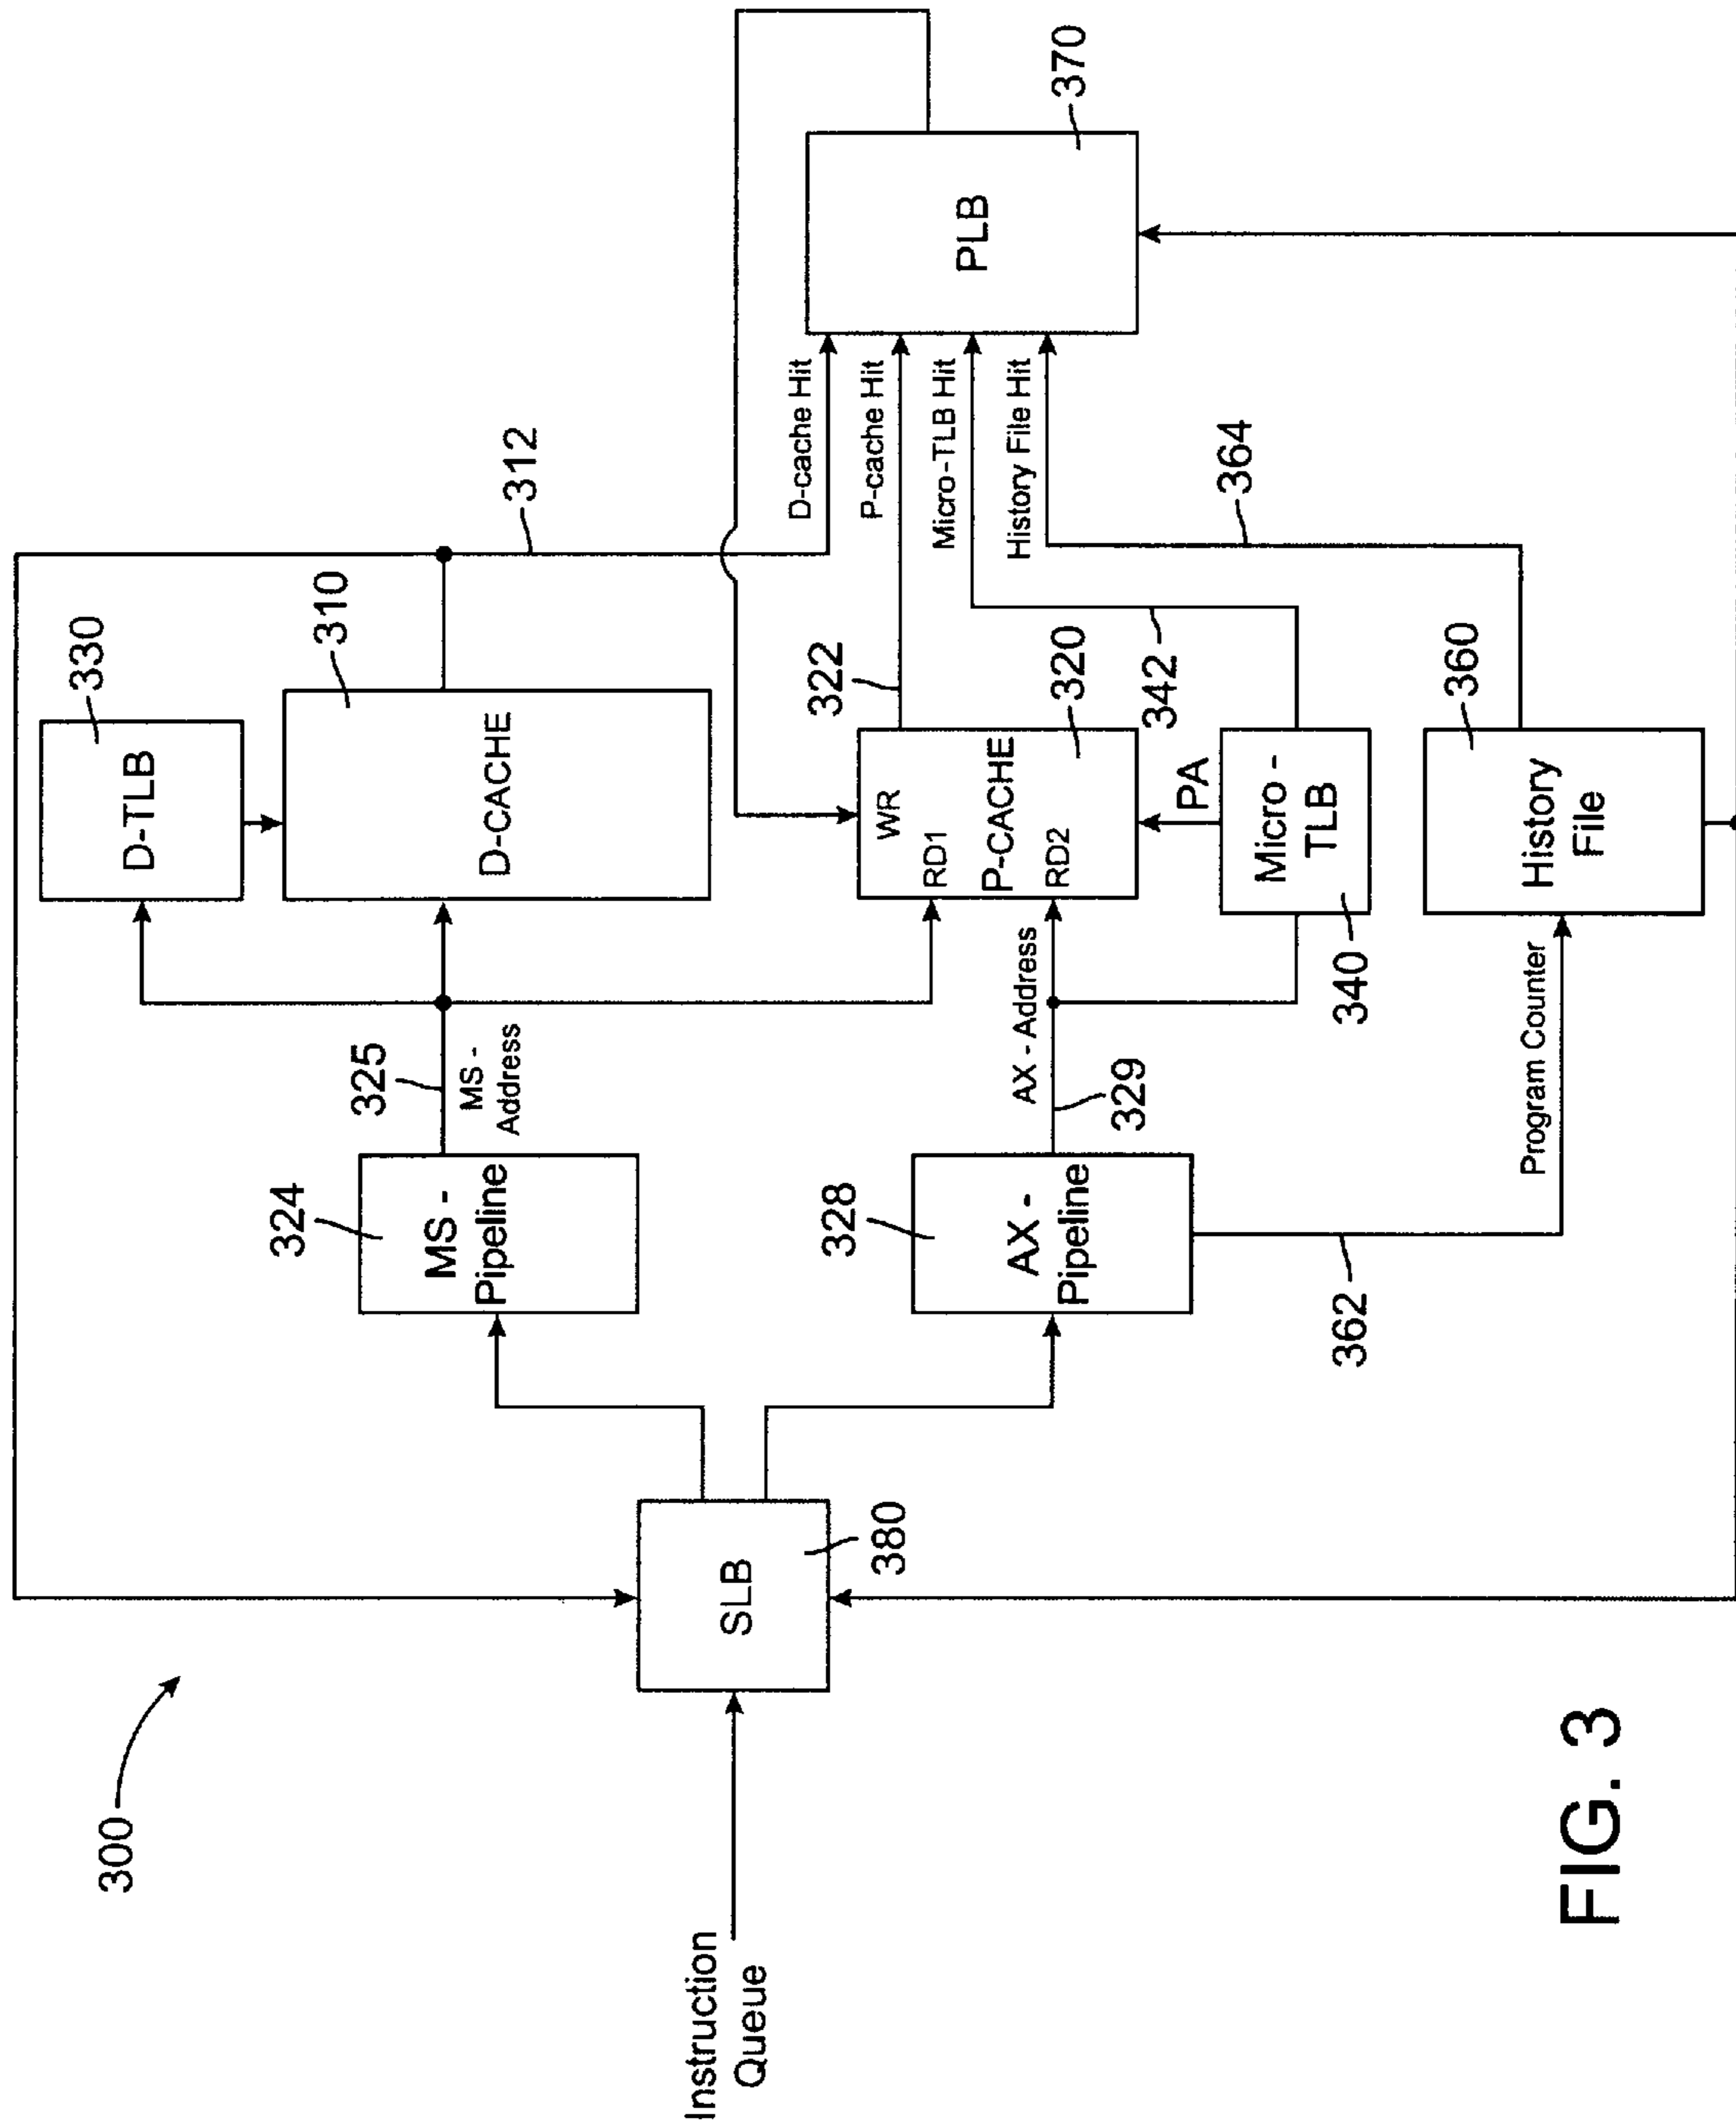 300
Instruction
Queue
SLB
380
324
MS -
Pipeline
325
MS -
Address
330
D-TLB
310
D-CACHE
312
328
AX -
Pipeline
AX - Address
329
322
WR
RD1
P-CACHE
RD2
320
PA
342
Micro -
TLB
340
362
Program Counter
360
History
File
364
D-cache Hit
P-cache Hit
Micro -TLB Hit
History File Hit
PLB
370
FIG. 3